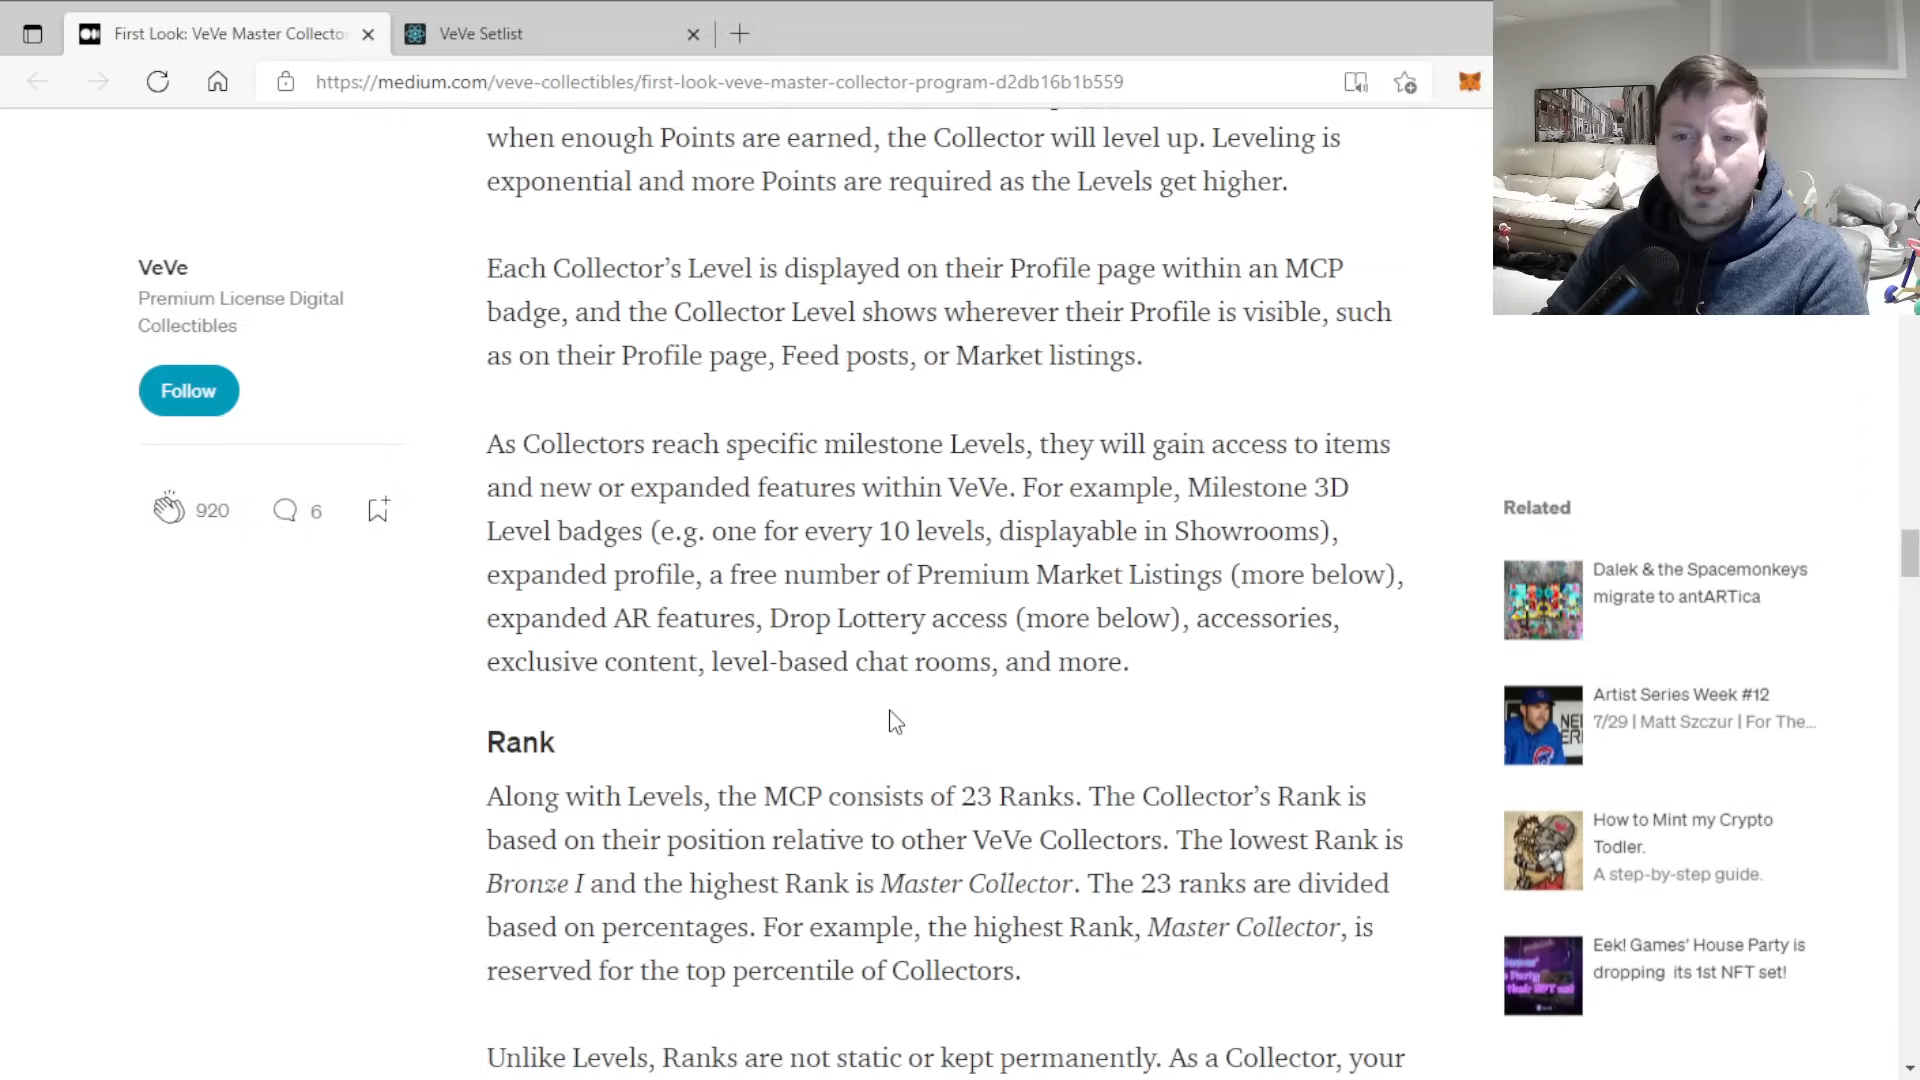 First Look: VeVe Master Collector
VeVe Setlist
https://medium.com/veve-collectibles/first-look-veve-master-collector-program-d2db16b1b559
when enough Points are earned, the Collector will level up. Leveling is
exponential and more Points are required as the Levels get higher.
VeVe
Premium License Digital
Collectibles
Follow
920
6
Each Collector’s Level is displayed on their Profile page within an MCP
badge, and the Collector Level shows wherever their Profile is visible, such
as on their Profile page, Feed posts, or Market listings.
As Collectors reach specific milestone Levels, they will gain access to items
and new or expanded features within VeVe. For example, Milestone 3D
Level badges (e.g. one for every 10 levels, displayable in Showrooms),
expanded profile, a free number of Premium Market Listings (more below),
expanded AR features, Drop Lottery access (more below), accessories,
exclusive content, level-based chat rooms, and more.
Rank
Along with Levels, the MCP consists of 23 Ranks. The Collector’s Rank is
based on their position relative to other VeVe Collectors. The lowest Rank is
Bronze I and the highest Rank is Master Collector. The 23 ranks are divided
based on percentages. For example, the highest Rank, Master Collector, is
reserved for the top percentile of Collectors.
Unlike Levels, Ranks are not static or kept permanently. As a Collector, your
Related
Dalek & the Spacemonkeys
migrate to antARTica
Artist Series Week #12
7/29 | Matt Szczur | For The...
How to Mint my Crypto
Todler.
A step-by-step guide.
Eek! Games’ House Party is
dropping its 1st NFT set!